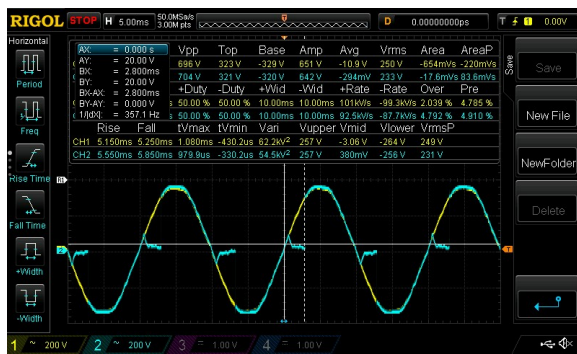 RIGOL STOP H 5.00ms 50.0MSa/s 3.00M pts D 0.00000000ps T 1 0.00V
Horizontal
Period
Freq
Rise Time
Fall Time
+Width
-Width
AX: = 0.000 s
AY: = 20.00 V
BX: = 2.800ms
BY: = 20.00 V
BX-AX: = 2.800ms
BY-AY: = 0.000 V
1/|dX|: = 357.1 Hz
Vpp Top Base Amp Avg Vrms Area AreaP
696 V 323 V -329 V 651 V -10.9 V 250 V -654mVs -220mVs
704 V 321 V -320 V 642 V -294mV 233 V -17.6mVs 83.6mVs
+Duty -Duty +Wid -Wid +Rate -Rate Over Pre
50.00 % 50.00 % 10.00ms 10.00ms 101kV/s -99.3kV/s 2.039 % 4.785 %
50.00 % 50.00 % 10.00ms 10.00ms 92.5kV/s -87.7kV/s 4.792 % 4.910 %
Rise Fall tVmax tVmin Vari Vupper Vmid Vlower VrmsP
CH1 5.150ms 5.250ms 1.080ms -430.2us 62.2kV² 257 V -3.06 V -264 V 249 V
CH2 5.550ms 5.850ms 979.9us -330.2us 54.5kV² 257 V 380mV -256 V 231 V
Save
Save
New File
NewFolder
Delete
2
T
1 ~ 200 V 2 ~ 200 V 3 = 1.00 V 4 = 1.00 V